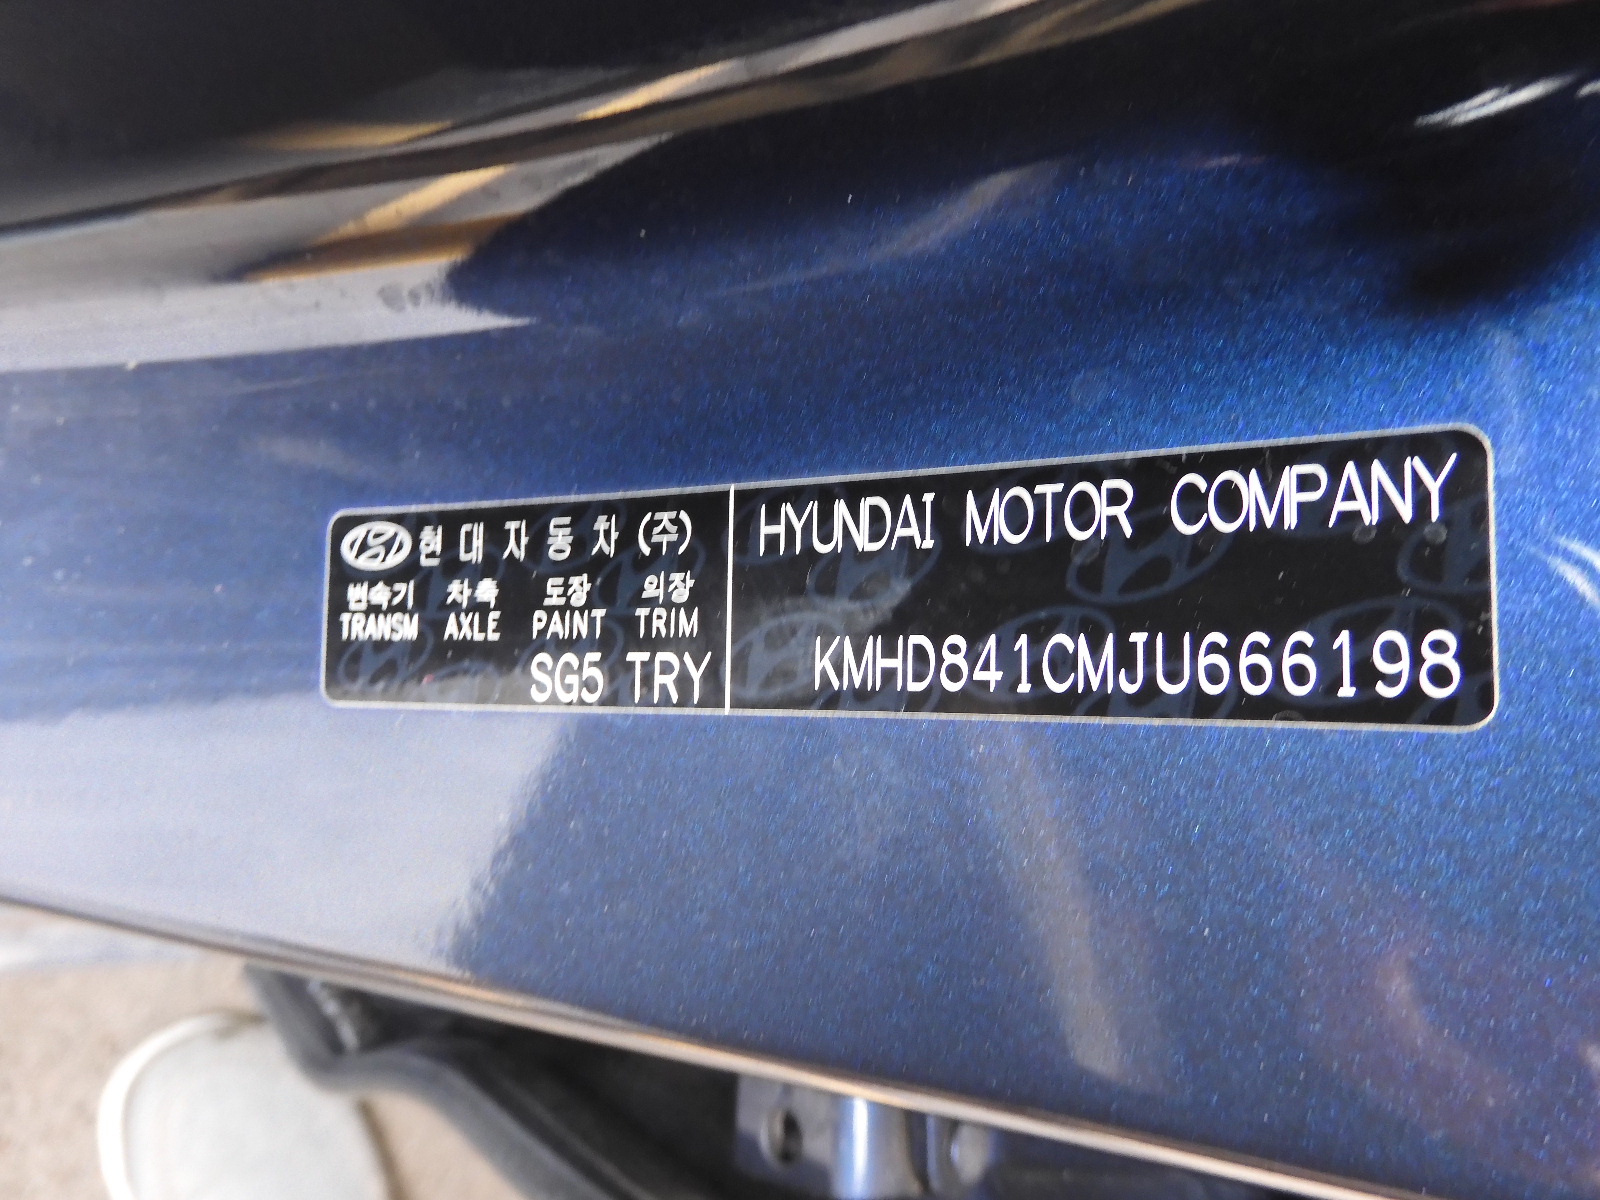 현대자동차(주)
변속기 차축 도장 의장
TRANSM AXLE PAINT TRIM
SG5 TRY
HYUNDAI MOTOR COMPANY
KMHD841CMJU666198